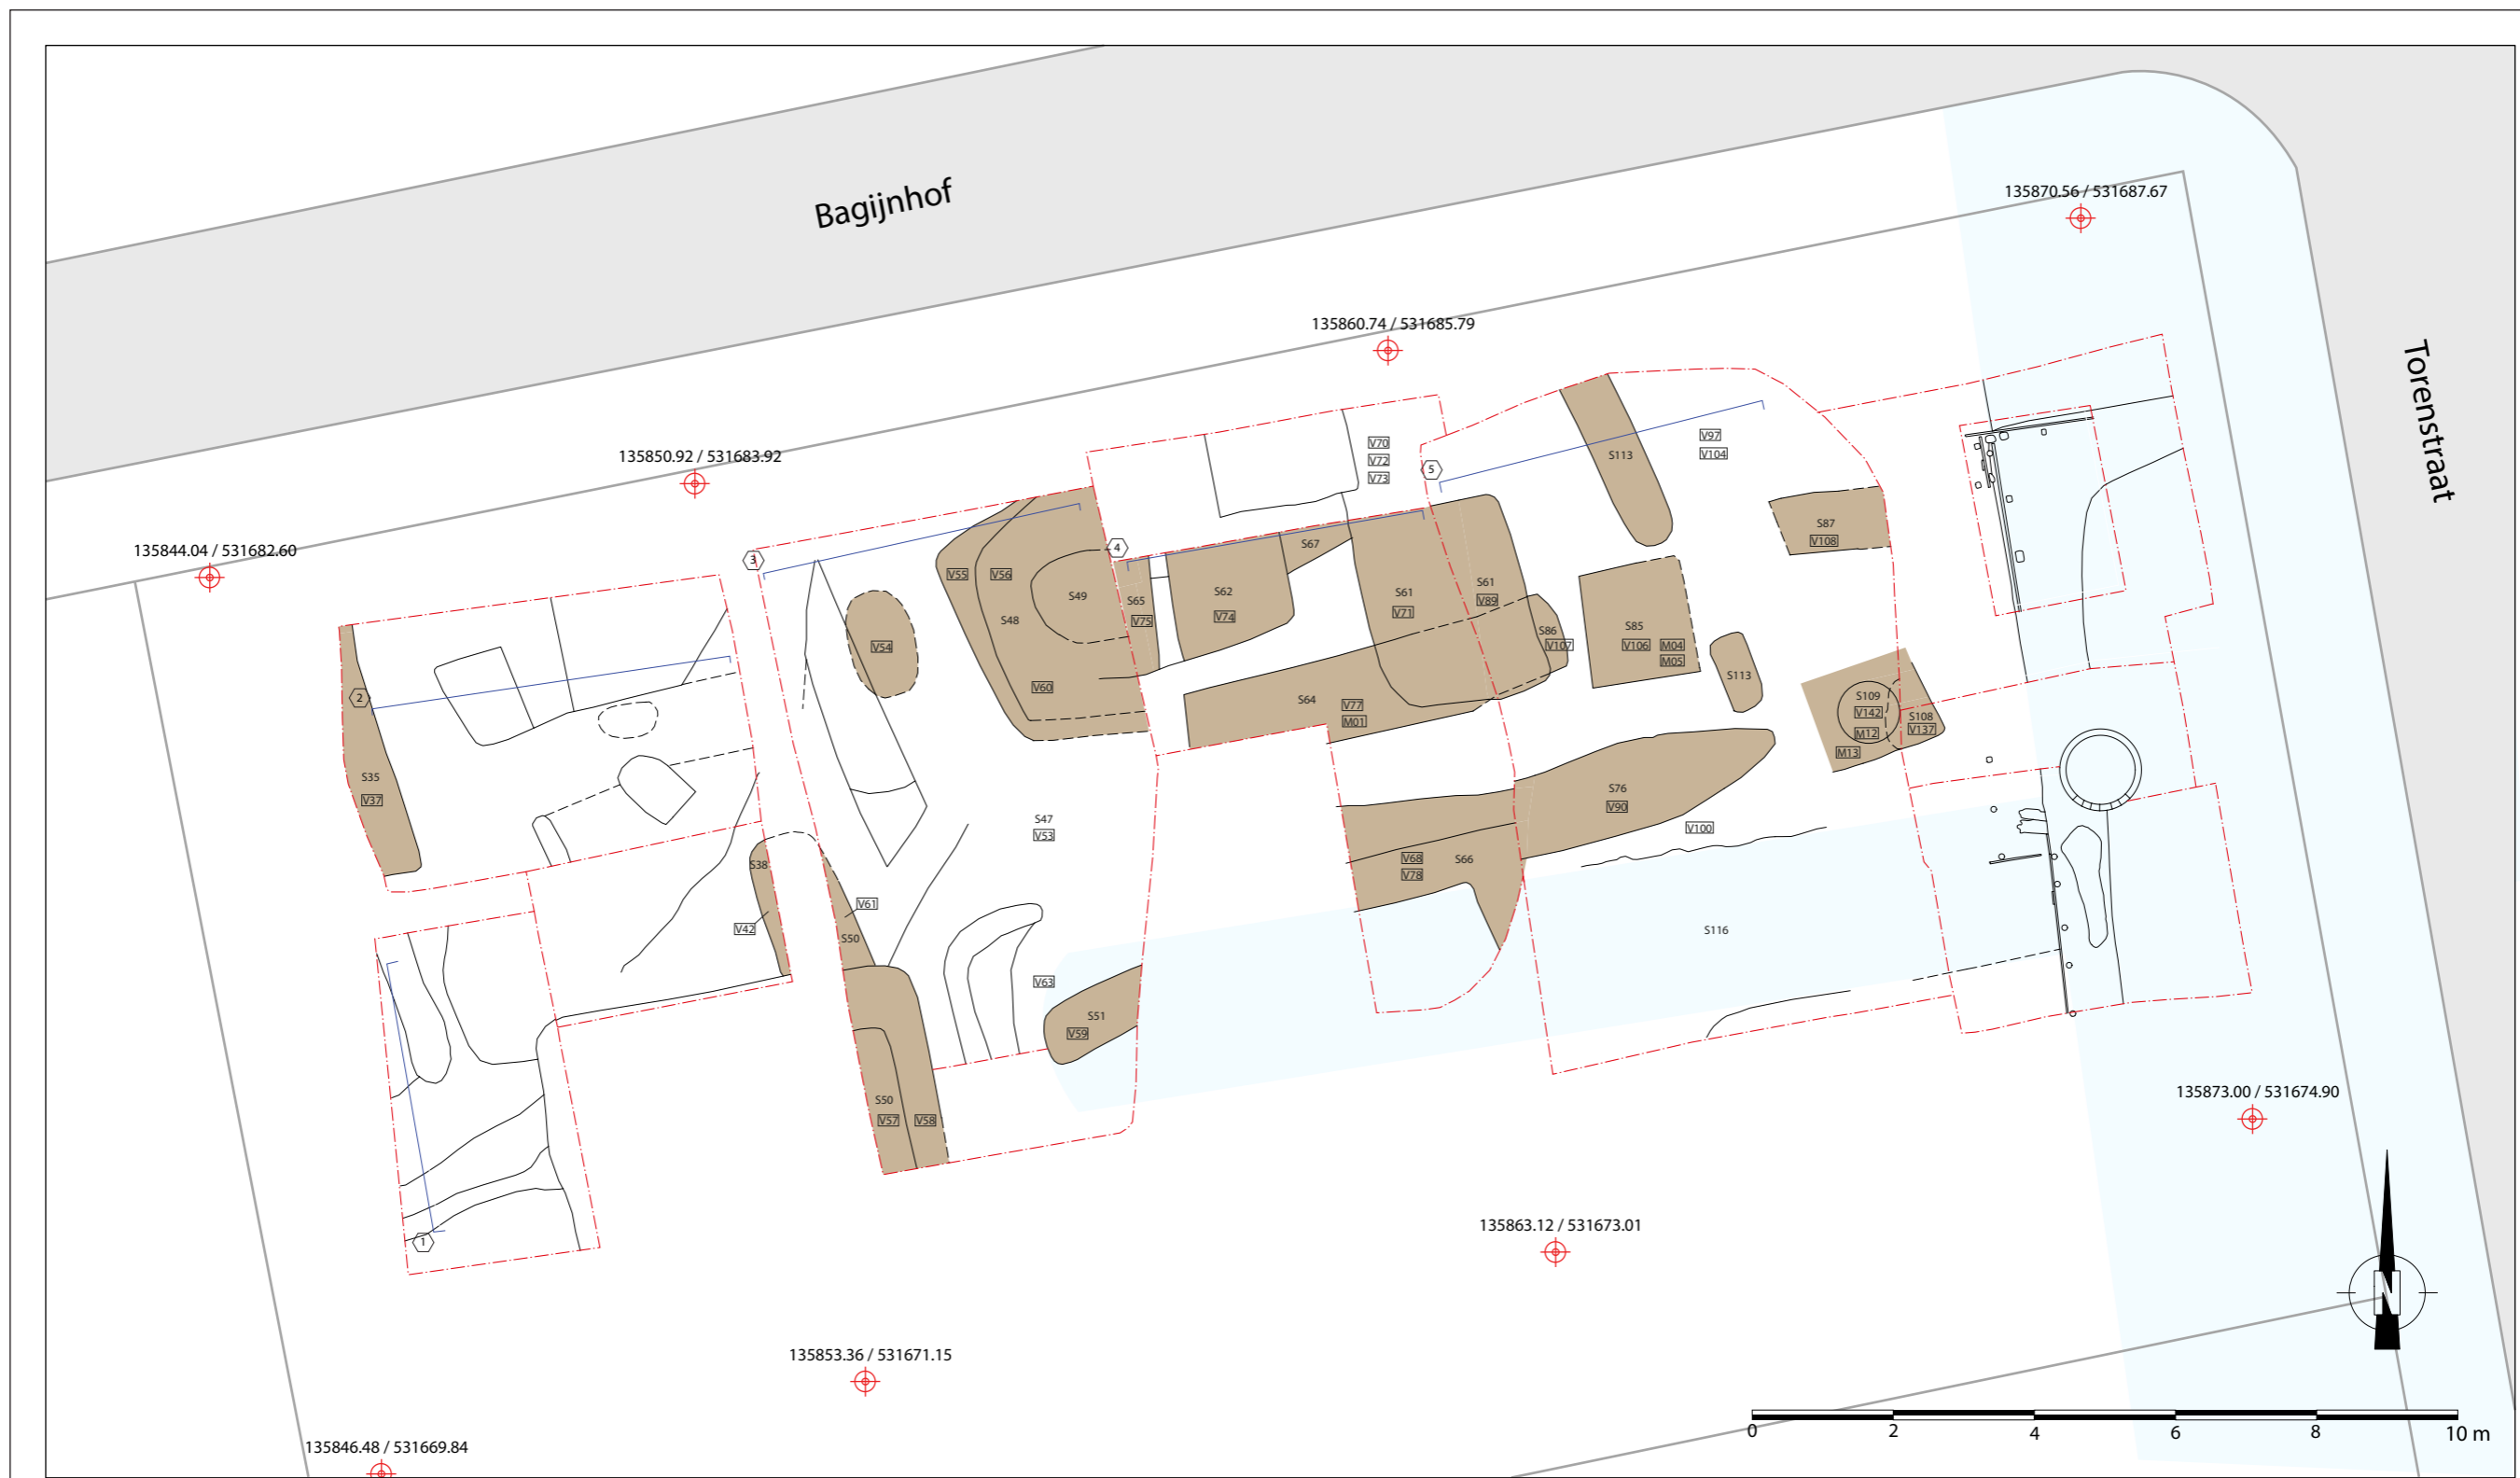 Bagijnhof
Torenstraat
135870.56 / 531687.67
135860.74 / 531685.79
135850.92 / 531683.92
135844.04 / 531682.60
V70
V72
V73
5
S113
V97
V104
S87
V108
4
3
S67
V55
V56
S49
S48
S65
V75
S62
V74
S61
V71
S61
V89
S86
V107
S85
V106
M04
M05
V54
V60
2
S64
V77
M01
S113
S109
V142
M12
M13
S108
V137
S35
V37
S47
V53
S76
V90
V100
V68
V78
S66
S38
V42
V61
S50
S116
V63
S51
V59
S50
V57
V58
1
135873.00 / 531674.90
135863.12 / 531673.01
135853.36 / 531671.15
135846.48 / 531669.84
N
0 2 4 6 8 10 m